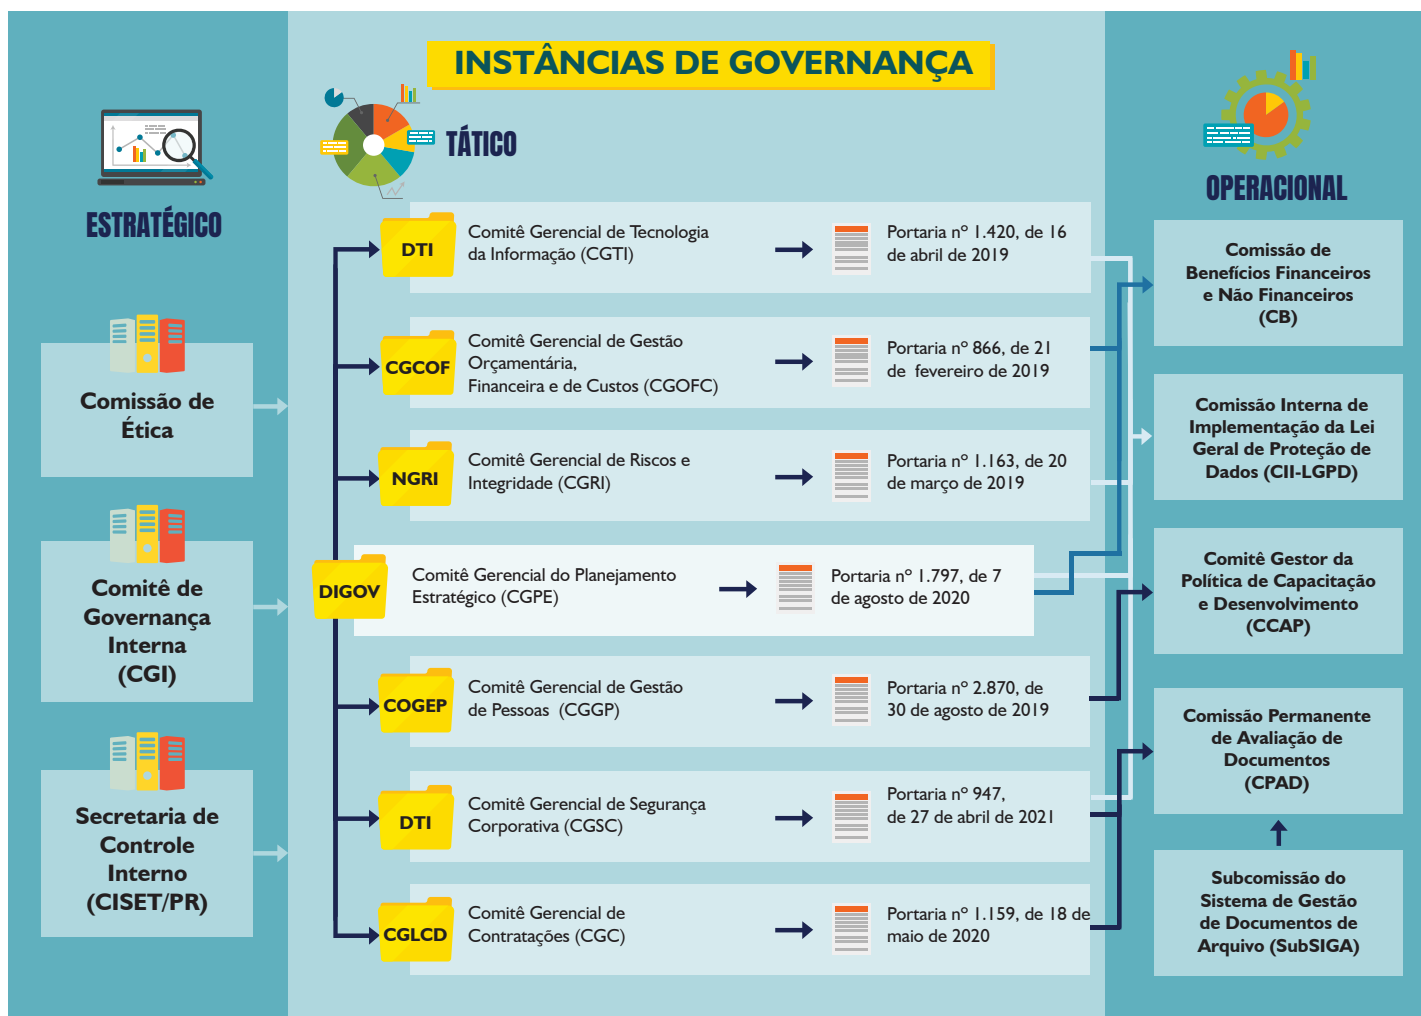 INSTÂNCIAS DE GOVERNANÇA
ESTRATÉGICO
Comissão de
Ética
Comitê de
Governança
Interna
(CGI)
Secretaria de
Controle
Interno
(CISET/PR)
TÁTICO
DTI
Comitê Gerencial de Tecnologia
da Informação (CGTI)
Portaria nº 1.420, de 16
de abril de 2019
CGCOF
Comitê Gerencial de Gestão
Orçamentária,
Financeira e de Custos (CGOFC)
Portaria nº 866, de 21
de fevereiro de 2019
NGRI
Comitê Gerencial de Riscos e
Integridade (CGRI)
Portaria nº 1.163, de 20
de março de 2019
DIGOV
Comitê Gerencial do Planejamento
Estratégico (CGPE)
Portaria nº 1.797, de 7
de agosto de 2020
COGEP
Comitê Gerencial de Gestão
de Pessoas (CGGP)
Portaria nº 2.870, de
30 de agosto de 2019
DTI
Comitê Gerencial de Segurança
Corporativa (CGSC)
Portaria nº 947,
de 27 de abril de 2021
CGLCD
Comitê Gerencial de
Contratações (CGC)
Portaria nº 1.159, de 18 de
maio de 2020
OPERACIONAL
Comissão de
Benefícios Financeiros
e Não Financeiros
(CB)
Comissão Interna de
Implementação da Lei
Geral de Proteção de
Dados (CII-LGPD)
Comitê Gestor da
Política de Capacitação
e Desenvolvimento
(CCAP)
Comissão Permanente
de Avaliação de
Documentos
(CPAD)
Subcomissão do
Sistema de Gestão
de Documentos de
Arquivo (SubSIGA)